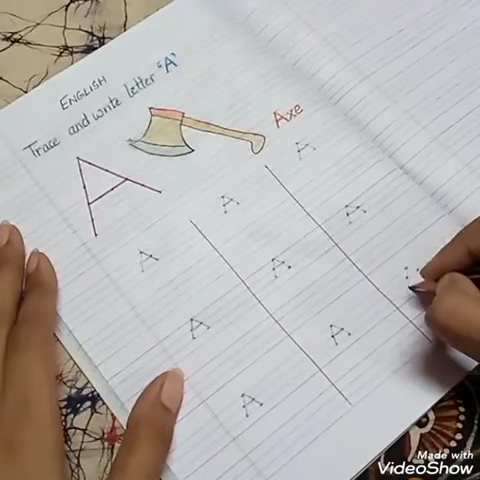 ENGLISH
Trace and write letter "A"
Axe
A
A A A
A A A
A A
Made with
VideoShow